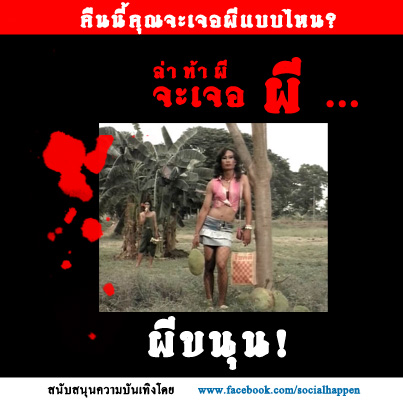 คืนนี้คุณจะเจอผีแบบไหน?
ล่า ท้า ผี
จะเจอ ผี ...
ผีขนุน!
สนับสนุนความบันเทิงโดย www.facebook.com/socialhappen